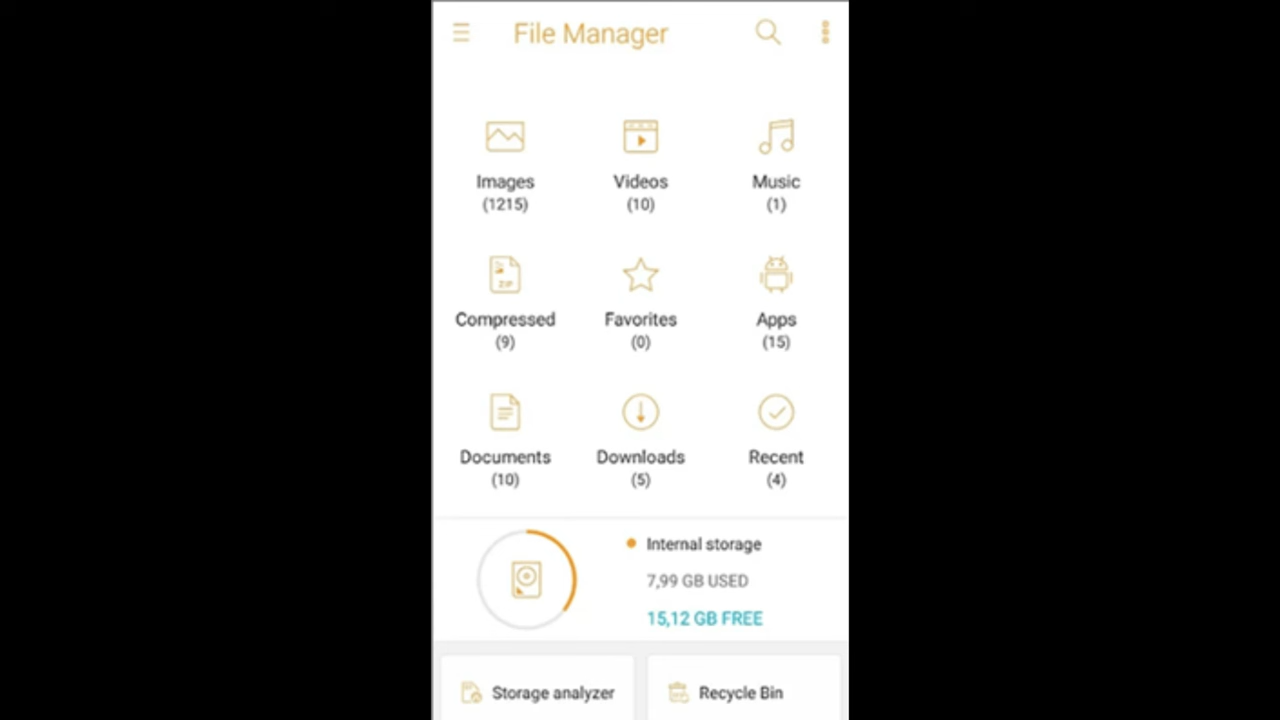 File Manager
Images Videos Music
(1215) (10) (1)
ZIP
Compressed Favorites Apps
(9) (0) (15)
Documents Downloads Recent
(10) (5) (4)
Internal storage
7,99 GB USED
15,12 GB FREE
Storage analyzer Recycle Bin